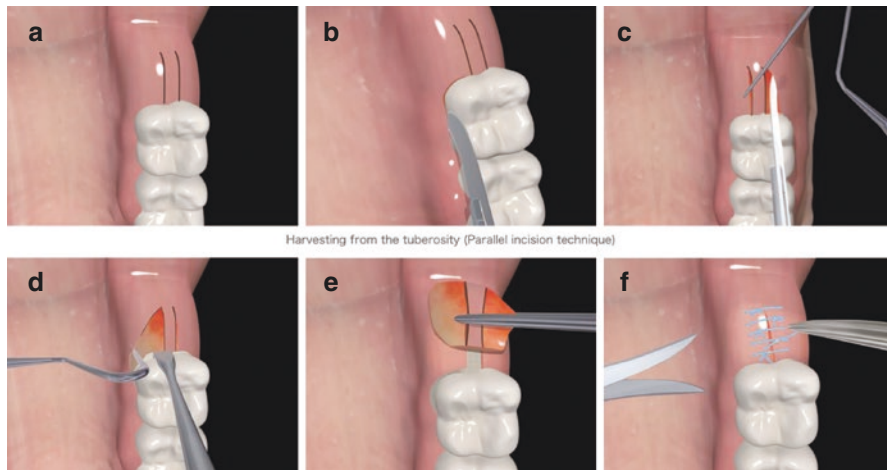 a
b
c
Harvesting from the tuberosity (Parallel incision technique)
d
e
f